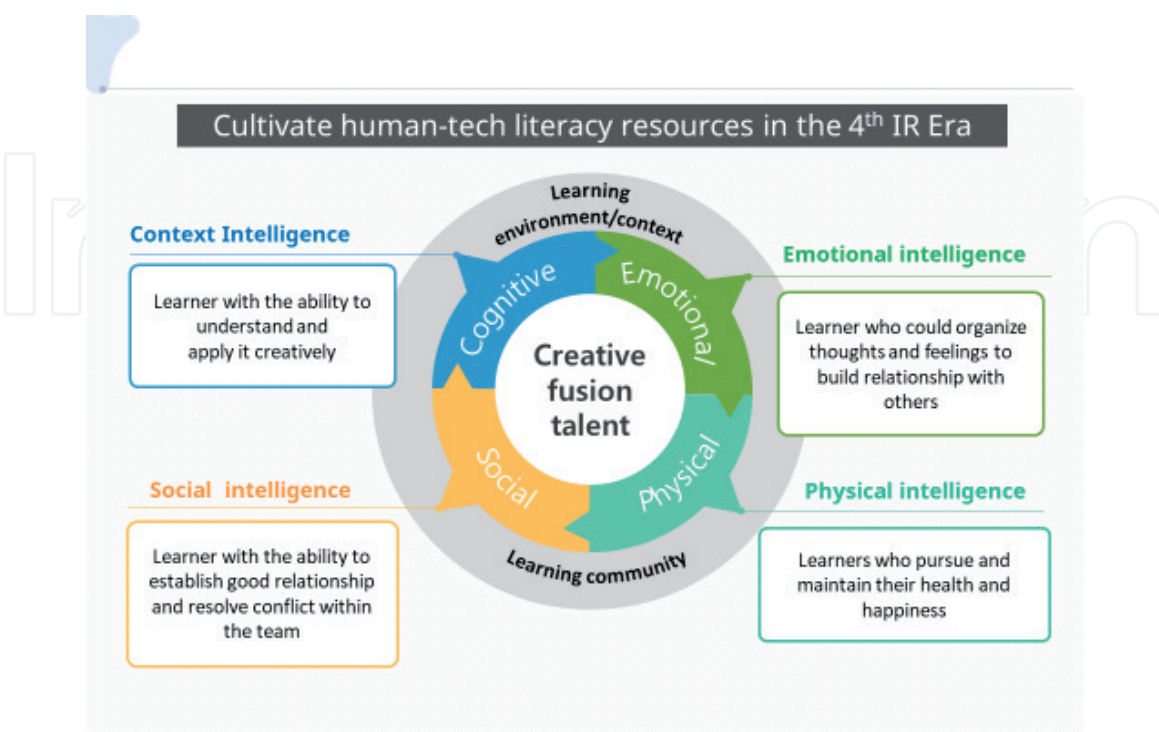 Cultivate human-tech literacy resources in the 4th IR Era
Learning
environment/context
Context Intelligence
Learner with the ability to
understand and
apply it creatively
Emotional intelligence
Learner who could organize
thoughts and feelings to
build relationship with
others
Cognitive
Emotional
Creative
fusion
talent
Social
Physical
Social intelligence
Learner with the ability to
establish good relationship
and resolve conflict within
the team
Physical intelligence
Learners who pursue and
maintain their health and
happiness
Learning community